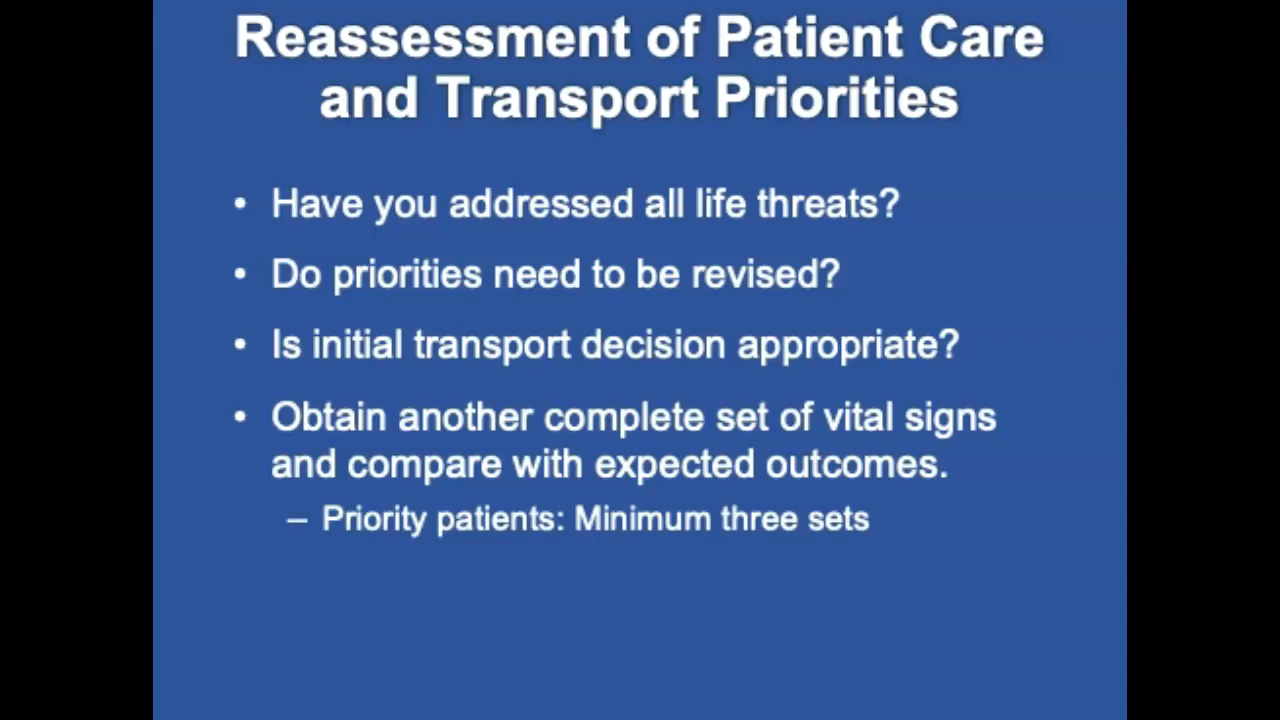 Reassessment of Patient Care
and Transport Priorities
• Have you addressed all life threats?
• Do priorities need to be revised?
• Is initial transport decision appropriate?
• Obtain another complete set of vital signs
and compare with expected outcomes.
– Priority patients: Minimum three sets